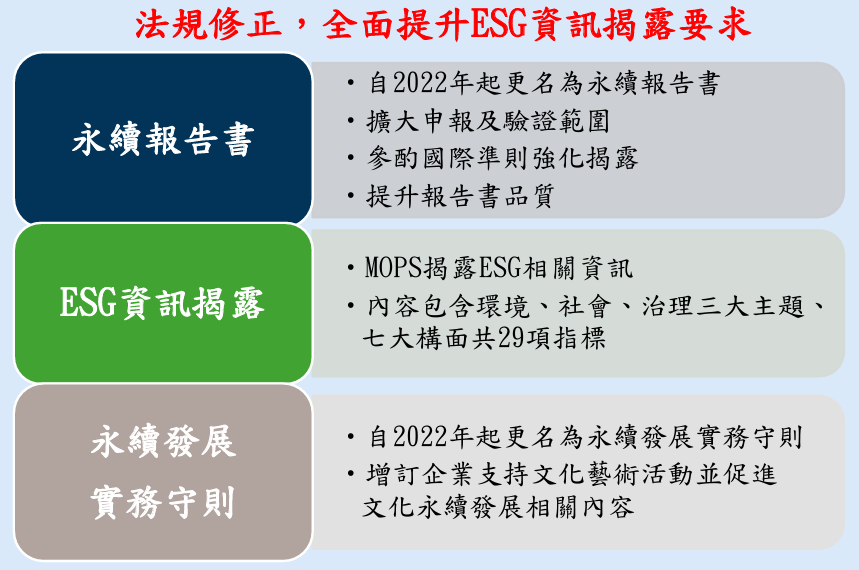 法規修正，全面提升ESG資訊揭露要求
永續報告書
•自2022年起更名為永續報告書
•擴大申報及驗證範圍
•參酌國際準則強化揭露
•提升報告書品質
ESG資訊揭露
•MOPS揭露ESG相關資訊
•內容包含環境、社會、治理三大主題、
七大構面共29項指標
永續發展
實務守則
•自2022年起更名為永續發展實務守則
•增訂企業支持文化藝術活動並促進
文化永續發展相關內容